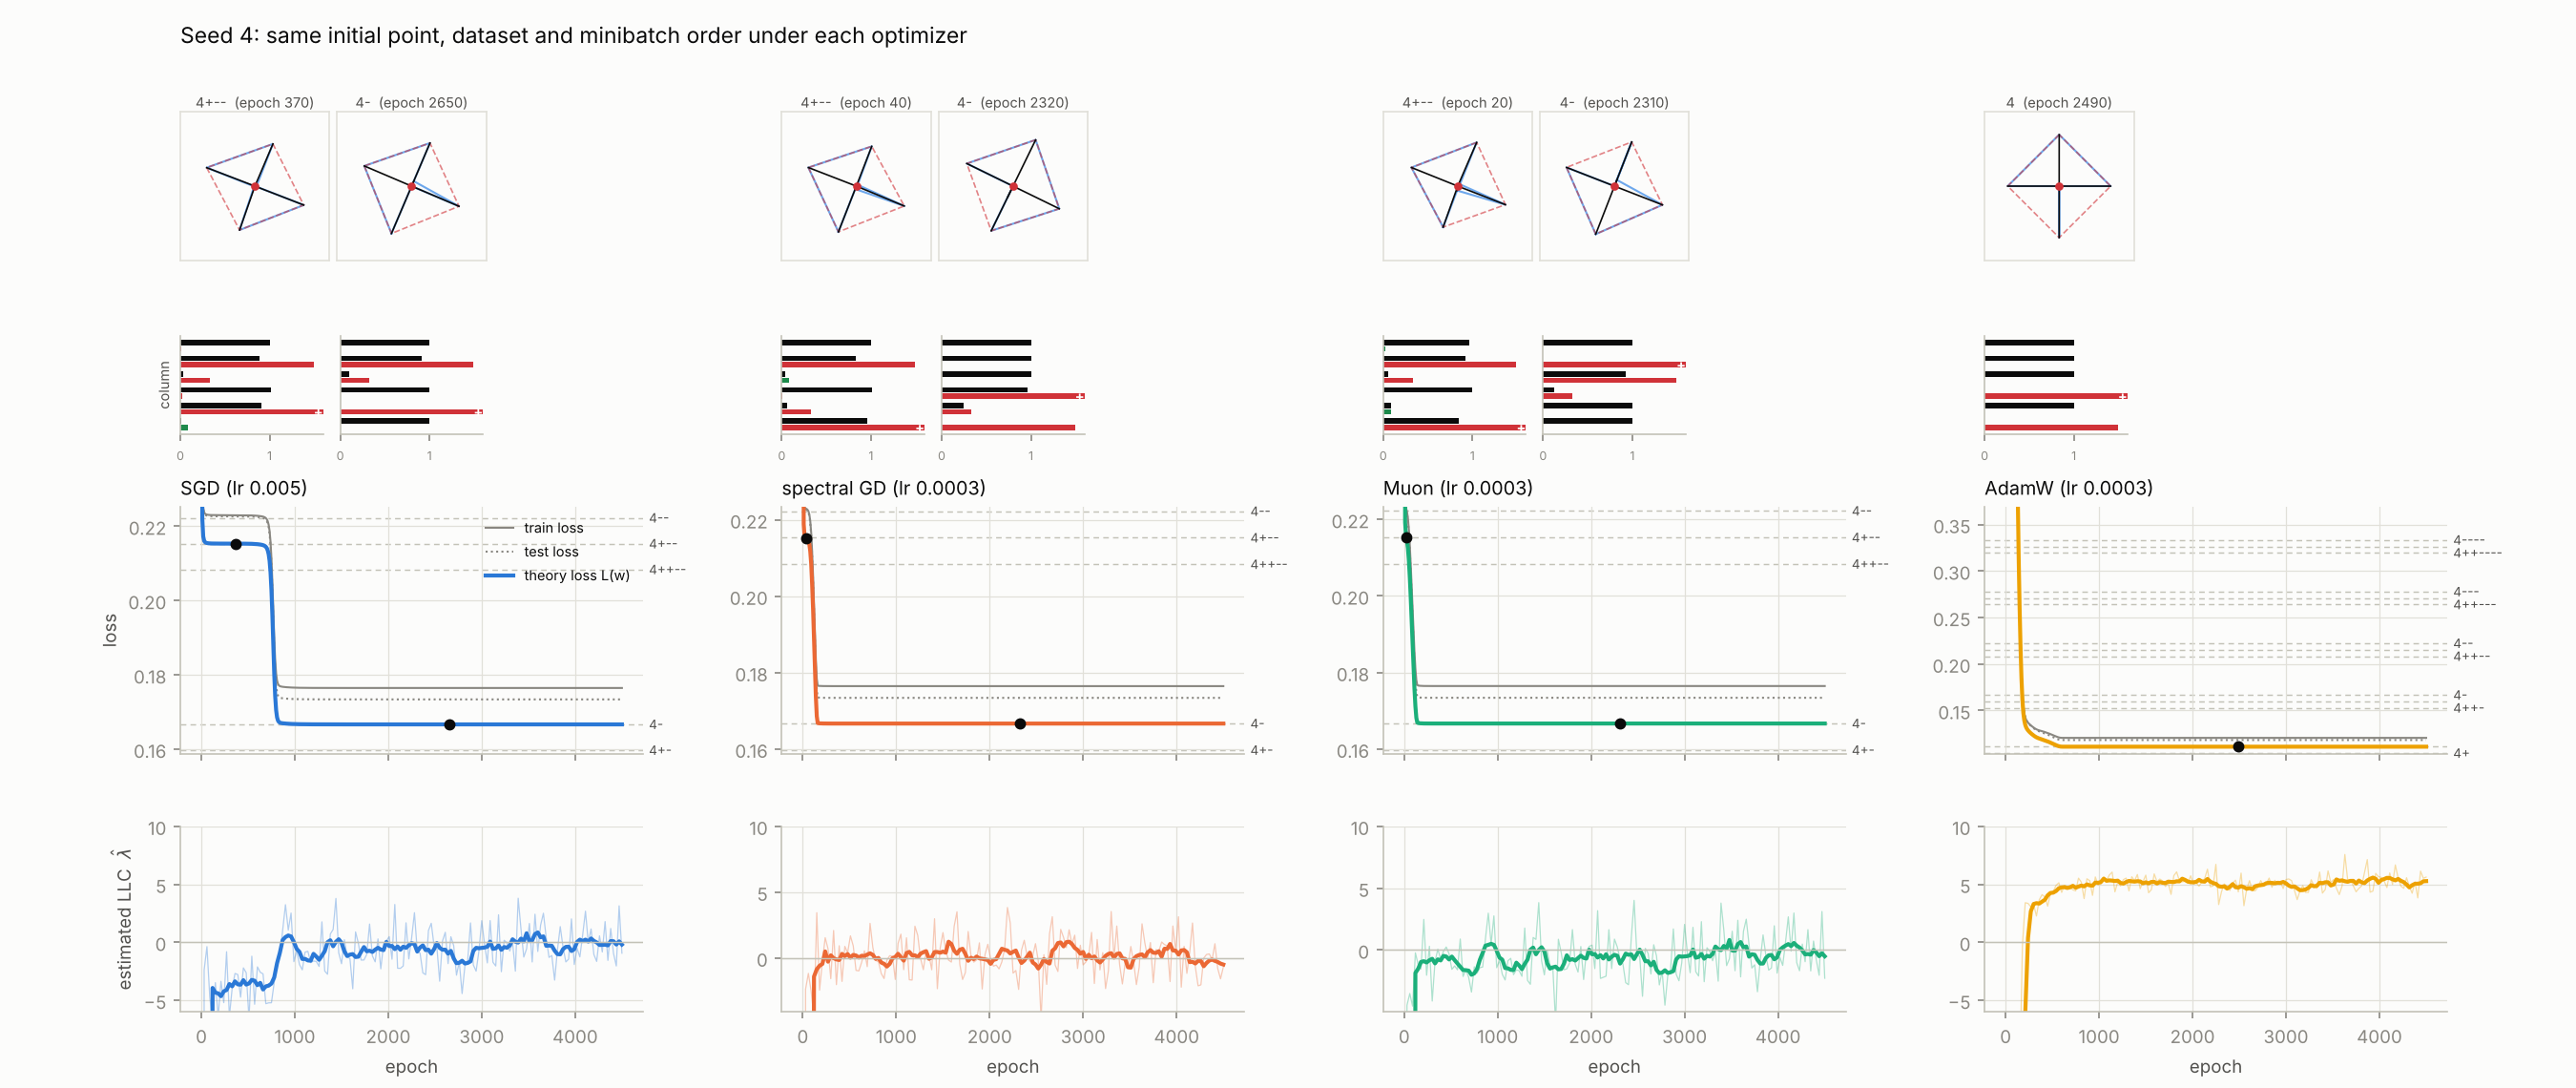 Seed 4: same initial point, dataset and minibatch order under each optimizer
4+-- (epoch 370)
4- (epoch 2650)
4+-- (epoch 40)
4- (epoch 2320)
4+-- (epoch 20)
4- (epoch 2310)
4 (epoch 2490)
column
0 1
0 1
0 1
0 1
0 1
0 1
0 1
SGD (lr 0.005)
loss
0.22
0.20
0.18
0.16
train loss
test loss
theory loss L(w)
4--
4+--
4++--
4-
4+-
spectral GD (lr 0.0003)
0.22
0.20
0.18
0.16
4--
4+--
4++--
4-
4+-
Muon (lr 0.0003)
0.22
0.20
0.18
0.16
4--
4+--
4++--
4-
4+-
AdamW (lr 0.0003)
0.35
0.30
0.25
0.20
0.15
4----
4++----
4---
4++---
4--
4++--
4-
4++-
4+
estimated LLC λ̂
10
5
0
−5
0 1000 2000 3000 4000
epoch
10
5
0
0 1000 2000 3000 4000
epoch
10
5
0
0 1000 2000 3000 4000
epoch
10
5
0
−5
0 1000 2000 3000 4000
epoch